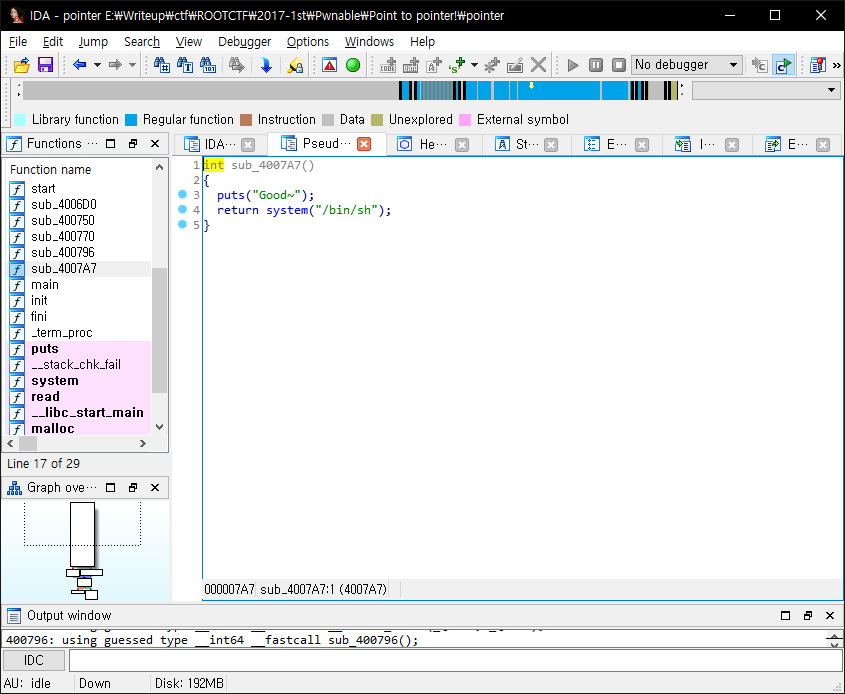 IDA - pointer E:₩Writeup₩ctf₩ROOTCTF₩2017-1st₩Pwnable₩Point to pointer!₩pointer
File Edit Jump Search View Debugger Options Windows Help
No debugger
Library function Regular function Instruction Data Unexplored External symbol
Functions ··· IDA··· Pseud··· He··· St··· E··· I··· E···
Function name
start
sub_4006D0
sub_400750
sub_400770
sub_400796
sub_4007A7
main
init
fini
_term_proc
puts
__stack_chk_fail
system
read
__libc_start_main
malloc
Line 17 of 29
Graph ove···
1 int sub_4007A7()
2 {
3 puts("Good~");
4 return system("/bin/sh");
5 }
000007A7 sub_4007A7:1 (4007A7)
Output window
400796: using guessed type __int64 __fastcall sub_400796();
IDC
AU: idle Down Disk: 192MB